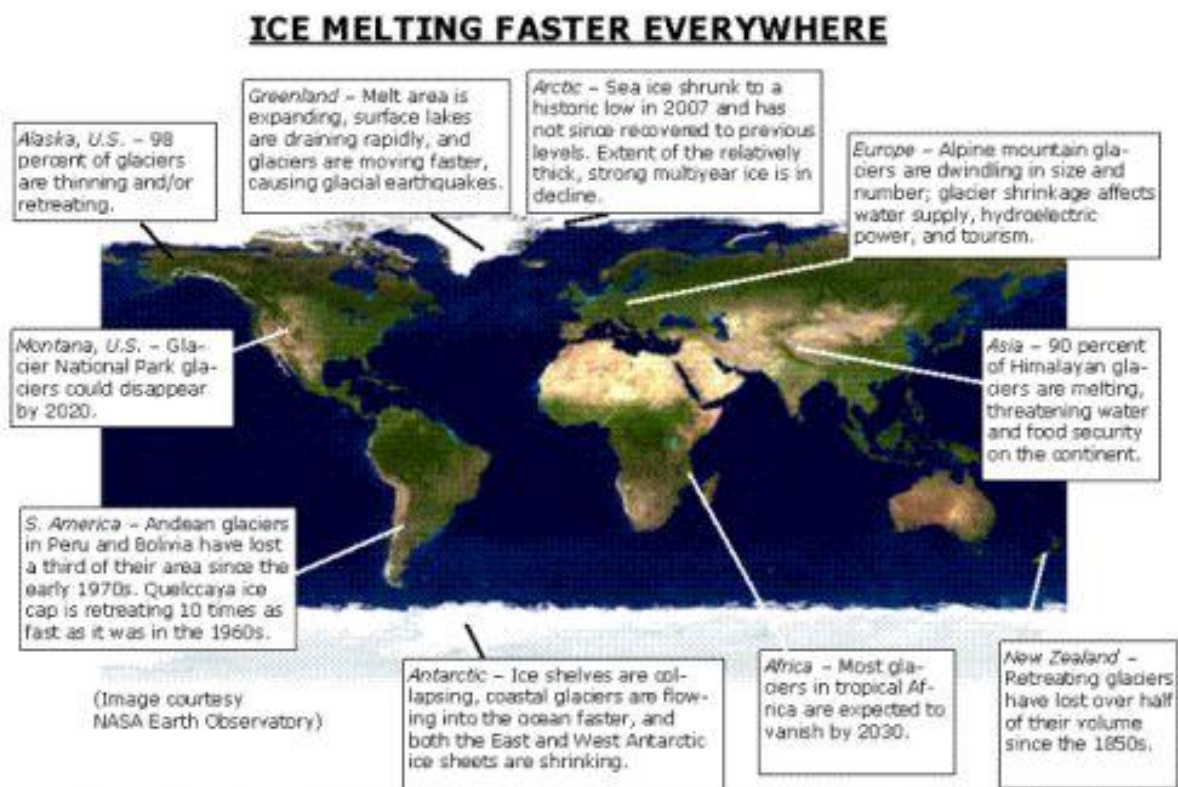 ICE MELTING FASTER EVERYWHERE
Alaska, U.S. – 98
percent of glaciers
are thinning and/or
retreating.
Greenland – Melt area is
expanding, surface lakes
are draining rapidly, and
glaciers are moving faster,
causing glacial earthquakes.
Arctic – Sea ice shrunk to a
historic low in 2007 and has
not since recovered to previous
levels. Extent of the relatively
thick, strong multiyear ice is in
decline.
Europe – Alpine mountain gla-
ciers are dwindling in size and
number; glacier shrinkage affects
water supply, hydroelectric
power, and tourism.
Montana, U.S. – Gla-
cier National Park gla-
ciers could disappear
by 2020.
Asia – 90 percent
of Himalayan gla-
ciers are melting,
threatening water
and food security
on the continent.
S. America – Andean glaciers
in Peru and Bolivia have lost
a third of their area since the
early 1970s. Quelccaya ice
cap is retreating 10 times as
fast as it was in the 1960s.
(Image courtesy
NASA Earth Observatory)
Antarctic – Ice shelves are col-
lapsing, coastal glaciers are flow-
ing into the ocean faster, and
both the East and West Antarctic
ice sheets are shrinking.
Africa – Most gla-
ciers in tropical Af-
rica are expected to
vanish by 2030.
New Zealand –
Retreating glaciers
have lost over half
of their volume
since the 1850s.